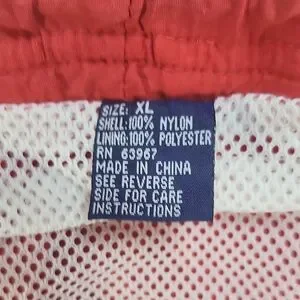 SIZE: XL
SHELL:100% NYLON
LINING:100% POLYESTER
RN 63967
MADE IN CHINA
SEE REVERSE
SIDE FOR CARE
INSTRUCTIONS